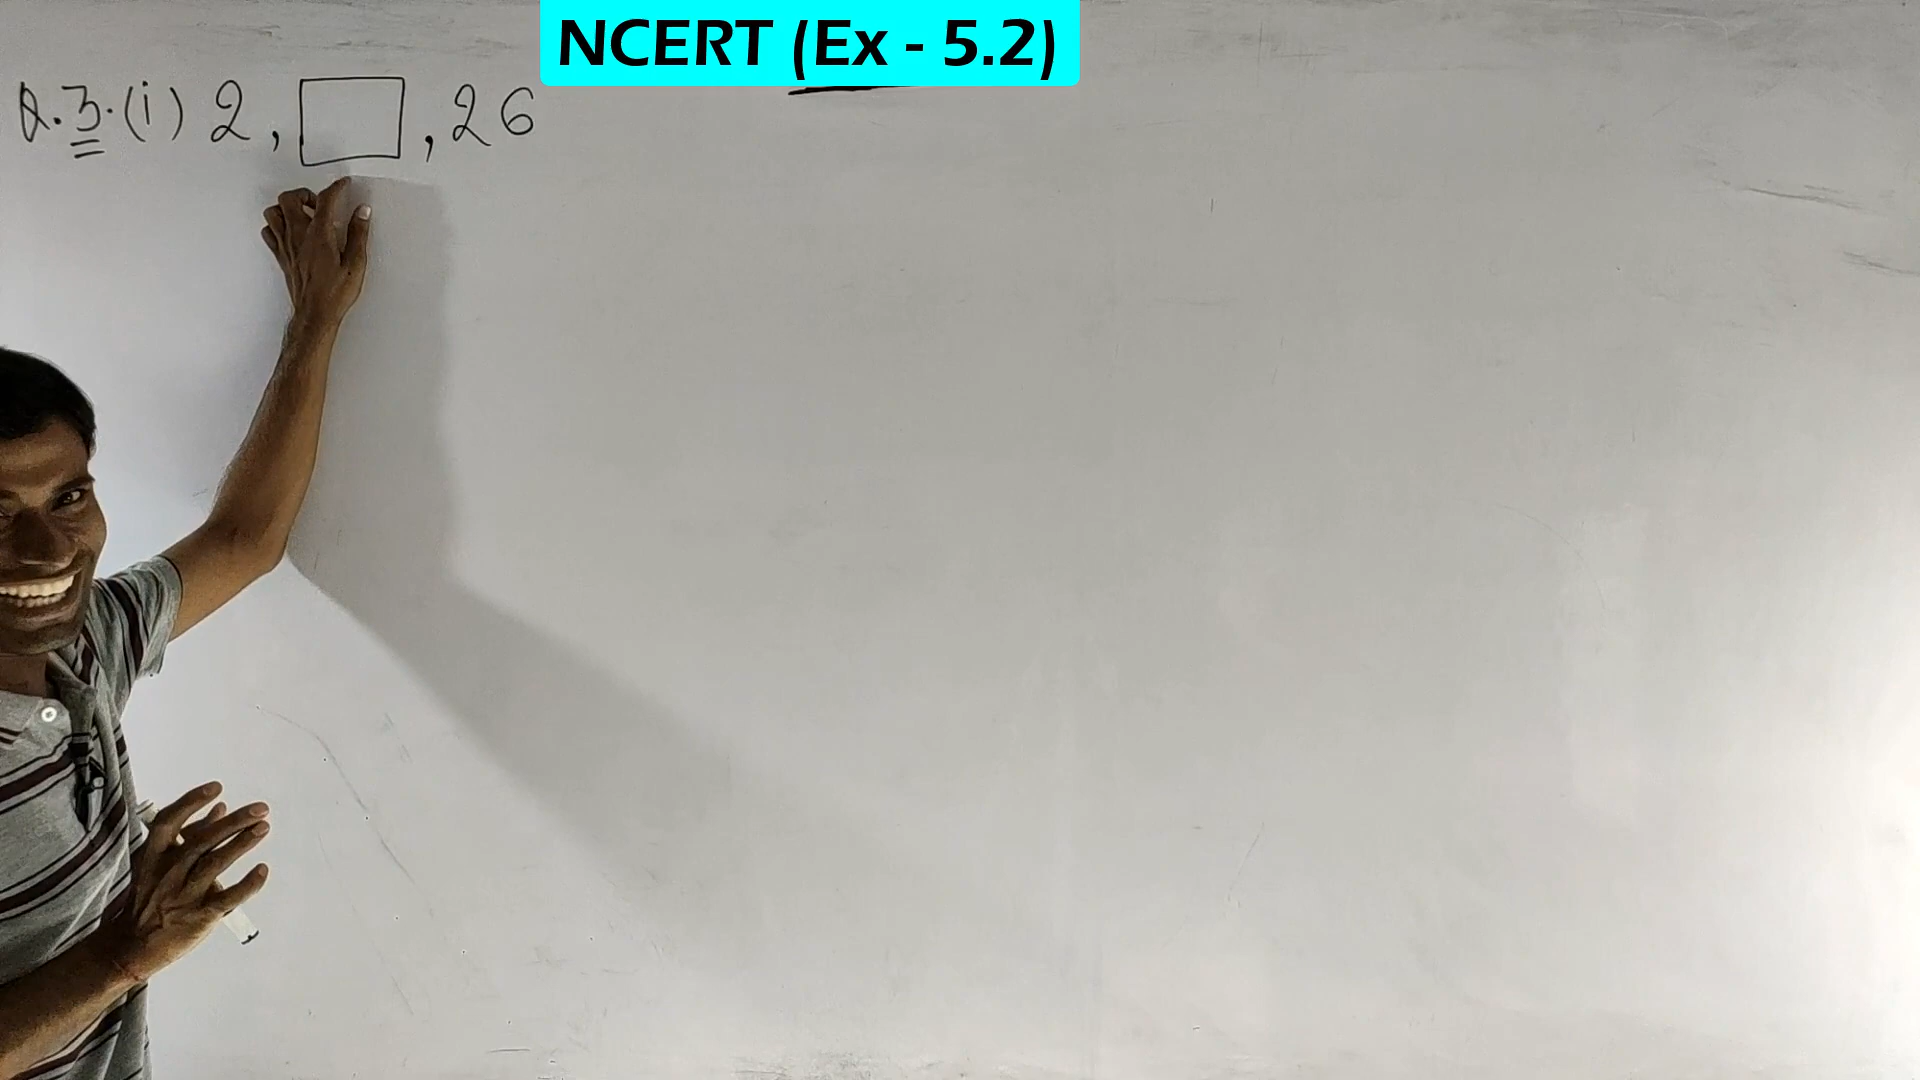 NCERT (Ex - 5.2)
Q.3.(i) 2, □, 26